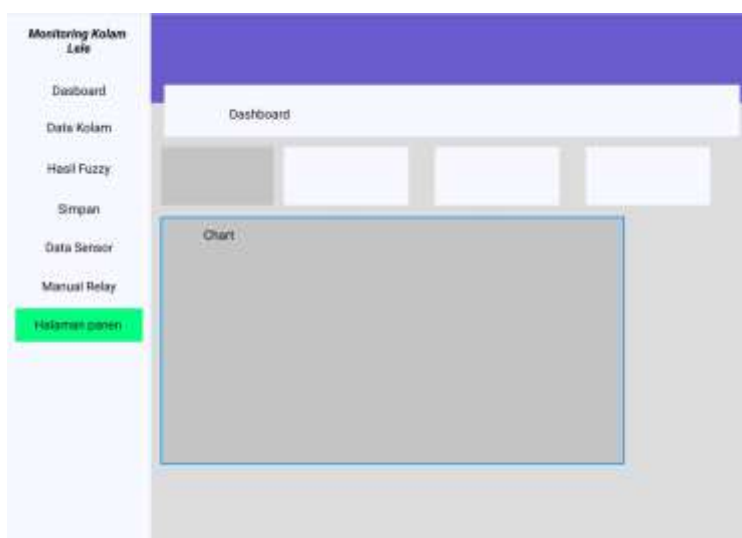 Monitoring Kolam
Lele
Dasboard
Data Kolam
Hasil Fuzzy
Simpan
Data Sensor
Manual Relay
Halaman panen
Dashboard
Chart